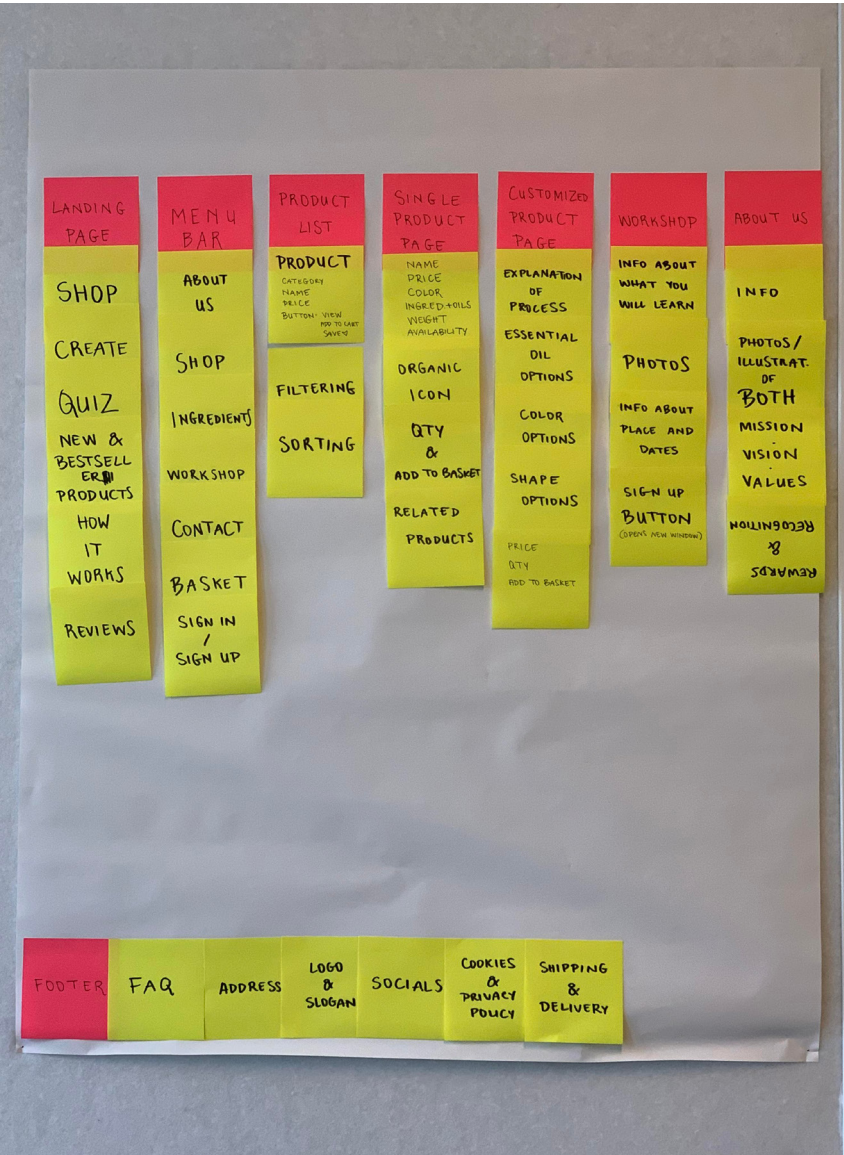 LANDING
PAGE
SHOP
CREATE
QUIZ
NEW &
BESTSELL
ER
PRODUCTS
HOW
IT
WORKS
REVIEWS
MENU
BAR
ABOUT
US
SHOP
INGREDIENTS
WORKSHOP
CONTACT
BASKET
SIGN IN
/
SIGN UP
PRODUCT
LIST
PRODUCT
CATEGORY
NAME
PRICE
BUTTON: VIEW
ADD TO CART
SAVE
FILTERING
SORTING
SINGLE
PRODUCT
PAGE
NAME
PRICE
COLOR
INGRED.+OILS
WEIGHT
AVAILABILITY
ORGANIC
ICON
QTY
&
ADD TO BASKET
RELATED
PRODUCTS
CUSTOMIZED
PRODUCT
PAGE
EXPLANATION
OF
PROCESS
ESSENTIAL
OIL
OPTIONS
COLOR
OPTIONS
SHAPE
OPTIONS
PRICE
QTY
ADD TO BASKET
WORKSHOP
INFO ABOUT
WHAT YOU
WILL LEARN
PHOTOS
INFO ABOUT
PLACE AND
DATES
SIGN UP
BUTTON
(OPENS NEW WINDOW)
ABOUT US
INFO
PHOTOS/
ILLUSTRAT.
OF
BOTH
MISSION
·
VISION
·
VALUES
REWARDS
&
RECOGNITION
FOOTER
FAQ
ADDRESS
LOGO
&
SLOGAN
SOCIALS
COOKIES
&
PRIVACY
POLICY
SHIPPING
&
DELIVERY